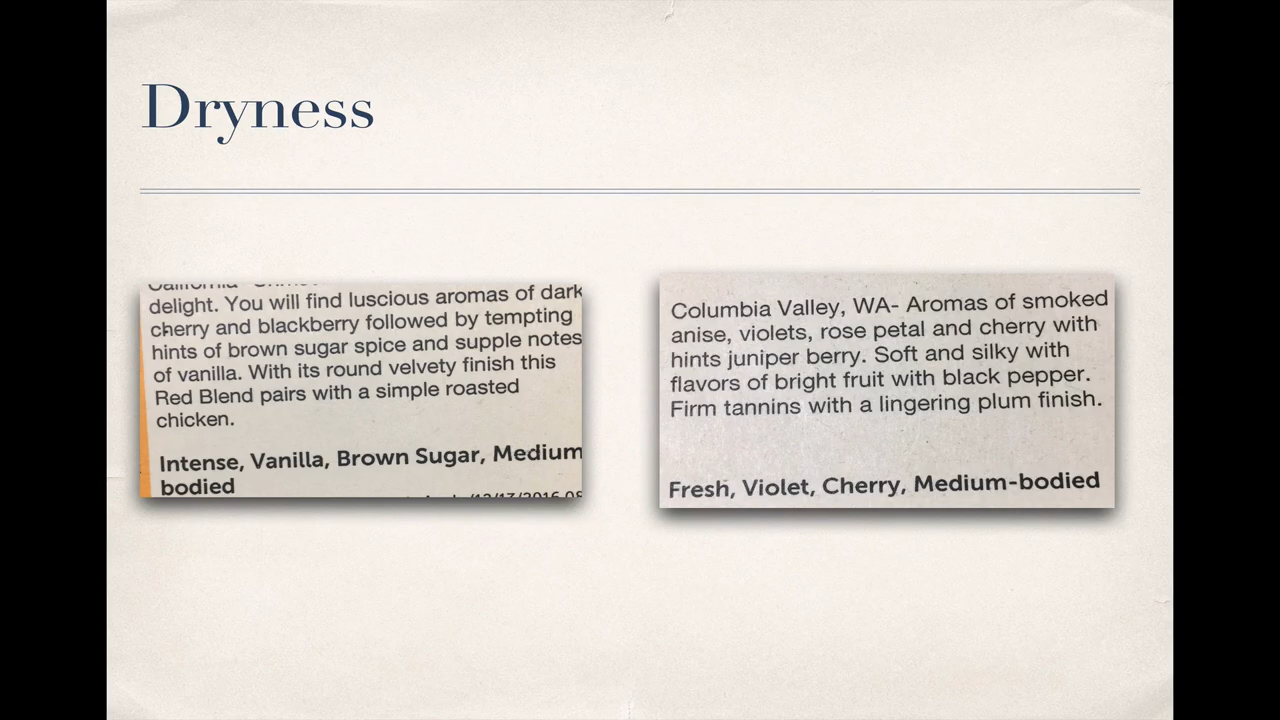 Dryness
delight. You will find luscious aromas of dark
cherry and blackberry followed by tempting
hints of brown sugar spice and supple notes
of vanilla. With its round velvety finish this
Red Blend pairs with a simple roasted
chicken.
Intense, Vanilla, Brown Sugar, Medium
bodied
Columbia Valley, WA- Aromas of smoked
anise, violets, rose petal and cherry with
hints juniper berry. Soft and silky with
flavors of bright fruit with black pepper.
Firm tannins with a lingering plum finish.
Fresh, Violet, Cherry, Medium-bodied